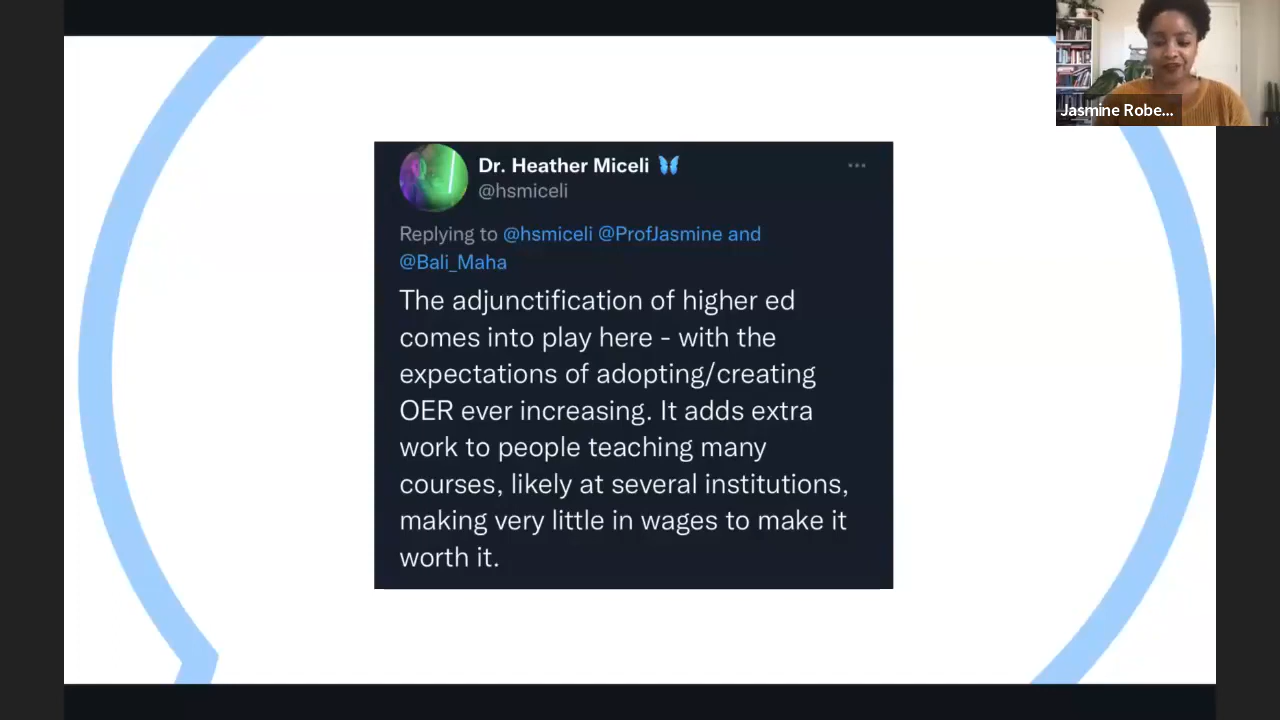 Jasmine Robe...
Dr. Heather Miceli 🦋
@hsmiceli
Replying to @hsmiceli @ProfJasmine and
@Bali_Maha
The adjunctification of higher ed
comes into play here - with the
expectations of adopting/creating
OER ever increasing. It adds extra
work to people teaching many
courses, likely at several institutions,
making very little in wages to make it
worth it.